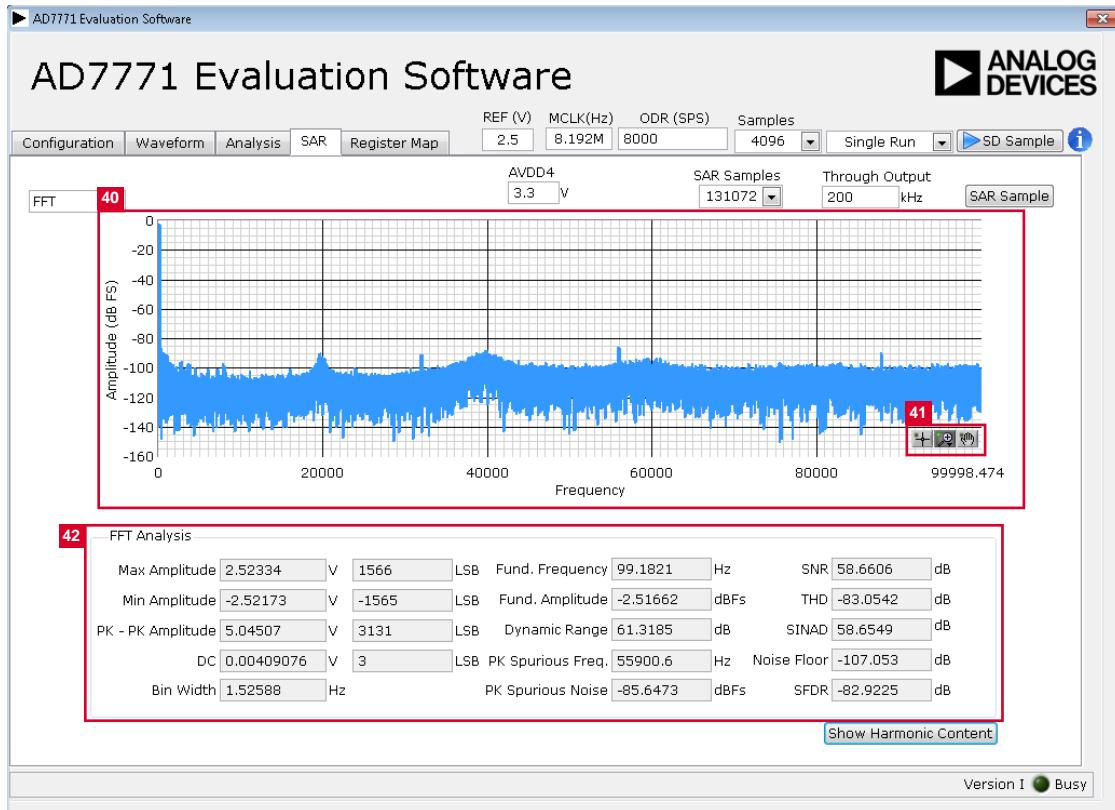 AD7771 Evaluation Software
AD7771 Evaluation Software
ANALOG
DEVICES
REF (V) MCLK(Hz) ODR (SPS) Samples
Configuration Waveform Analysis SAR Register Map 2.5 8.192M 8000 4096 Single Run SD Sample i
AVDD4 SAR Samples Through Output
FFT 3.3 V 131072 200 kHz SAR Sample
40
Amplitude (dB FS)
0
-20
-40
-60
-80
-100
-120
-140
-160
41
0 20000 40000 60000 80000 99998.474
Frequency
42
FFT Analysis
Max Amplitude 2.52334 V 1566 LSB Fund. Frequency 99.1821 Hz SNR 58.6606 dB
Min Amplitude -2.52173 V -1565 LSB Fund. Amplitude -2.51662 dBFs THD -83.0542 dB
PK - PK Amplitude 5.04507 V 3131 LSB Dynamic Range 61.3185 dB SINAD 58.6549 dB
DC 0.00409076 V 3 LSB PK Spurious Freq. 55900.6 Hz Noise Floor -107.053 dB
Bin Width 1.52588 Hz PK Spurious Noise -85.6473 dBFs SFDR -82.9225 dB
Show Harmonic Content
Version I Busy